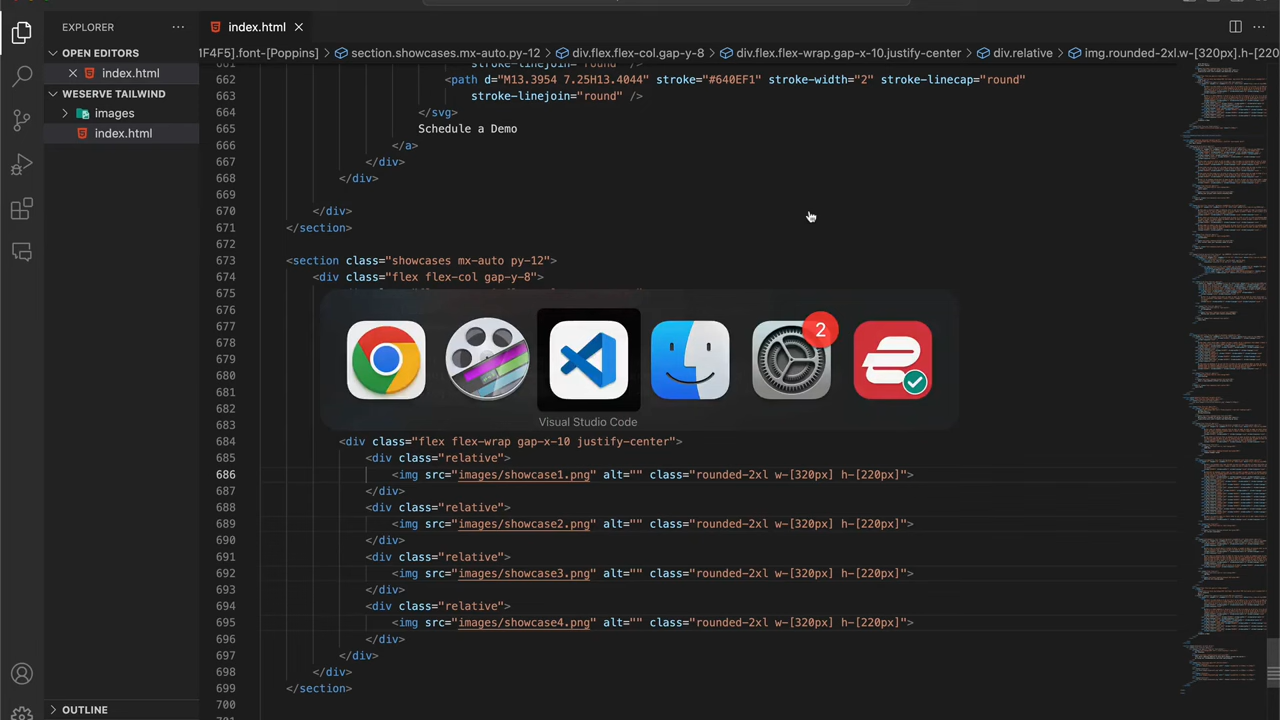 EXPLORER
index.html
OPEN EDITORS
index.html
1F4F5].font-[Poppins] section.showcases.mx-auto.py-12 div.flex.flex-col.gap-y-8 div.flex.flex-wrap.gap-x-10.justify-center div.relative img.rounded-2xl.w-[320px].h-[220
WESERVE TAILWIND
images
index.html
661 stroke-linejoin="round" />
662 <path d="M13.3954 7.25H13.4044" stroke="#640EF1" stroke-width="2" stroke-linecap="round"
663 stroke-linejoin="round" />
664 </svg>
665 Schedule a Demo
666 </a>
667 </div>
668 </div>
669
670 </div>
671 </section>
672
673 <section class="showcases mx-auto py-12">
674 <div class="flex flex-col gap-y-8">
675
676
677
678
679
680
681
682
683
2
Visual Studio Code
684 <div class="flex flex-wrap gap-x-10 justify-center">
685 <div class="relative">
686 <img src="images/showcase1.png" alt="" class="rounded-2xl w-[320px] h-[220px]">
687 </div>
688 <div class="relative">
689 <img src="images/showcase2.png" alt="" class="rounded-2xl w-[320px] h-[220px]">
690 </div>
691 <div class="relative">
692 <img src="images/showcase3.png" alt="" class="rounded-2xl w-[320px] h-[220px]">
693 </div>
694 <div class="relative">
695 <img src="images/showcase4.png" alt="" class="rounded-2xl w-[320px] h-[220px]">
696 </div>
697 </div>
698 </div>
699 </section>
700
OUTLINE